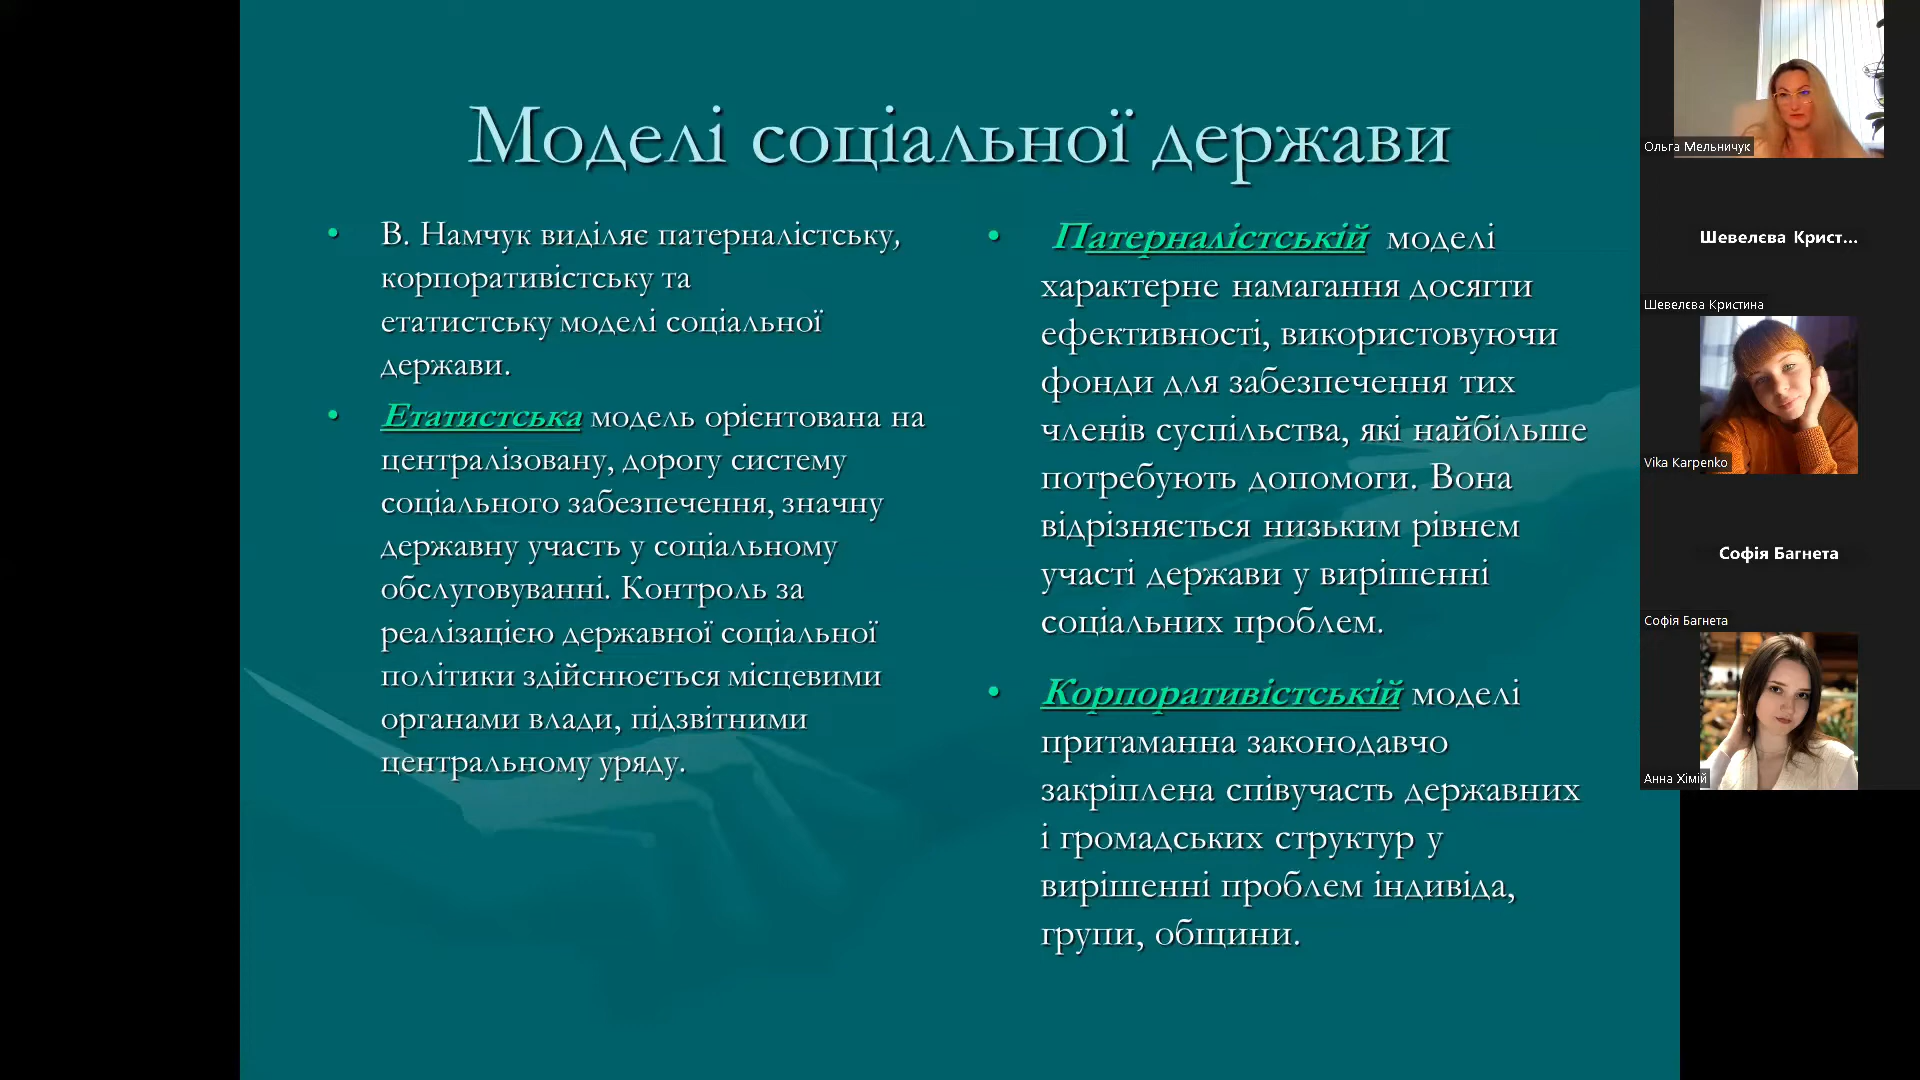 Моделі соціальної держави
В. Намчук виділяє патерналістську,
корпоративістську та
етатистську моделі соціальної
держави.
Етатистська модель орієнтована на
централізовану, дорогу систему
соціального забезпечення, значну
державну участь у соціальному
обслуговуванні. Контроль за
реалізацією державної соціальної
політики здійснюється місцевими
органами влади, підзвітними
центральному уряду.
Патерналістській моделі
характерне намагання досягти
ефективності, використовуючи
фонди для забезпечення тих
членів суспільства, які найбільше
потребують допомоги. Вона
відрізняється низьким рівнем
участі держави у вирішенні
соціальних проблем.
Корпоративістській моделі
притаманна законодавчо
закріплена співучасть державних
і громадських структур у
вирішенні проблем індивіда,
групи, общини.
Ольга Мельничук
Шевелєва Крист...
Шевелєва Кристина
Vika Karpenko
Софія Багнета
Софія Багнета
Анна Хімій